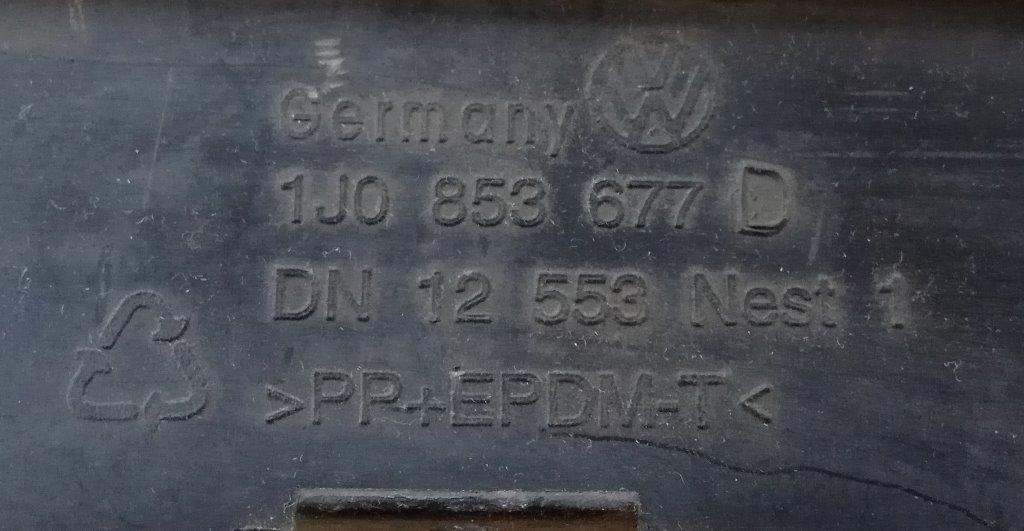 Germany
1J0 853 677 D
DN 12 553 Nest 1
>PP+EPDM-T<